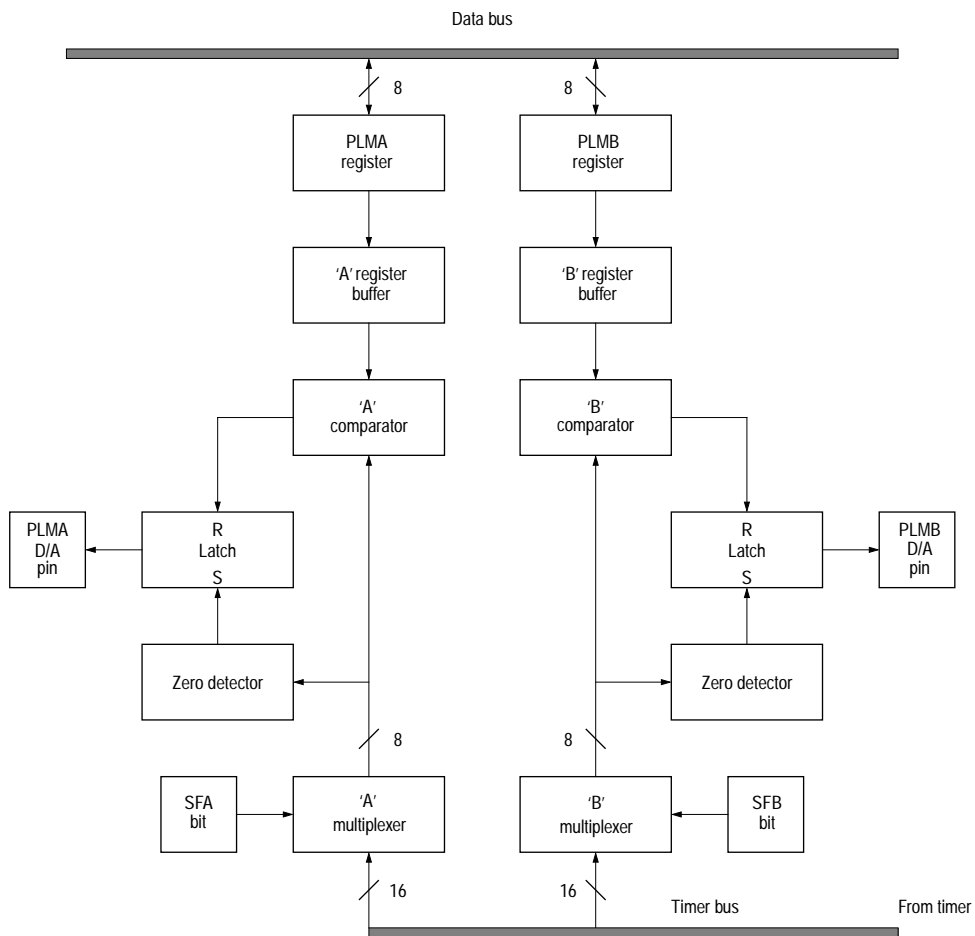 Data bus
8
8
PLMA
register
PLMB
register
‘A’ register
buffer
‘B’ register
buffer
‘A’
comparator
‘B’
comparator
PLMA
D/A
pin
R
Latch
S
R
Latch
S
PLMB
D/A
pin
Zero detector
Zero detector
8
8
SFA
bit
‘A’
multiplexer
‘B’
multiplexer
SFB
bit
16
16
Timer bus
From timer